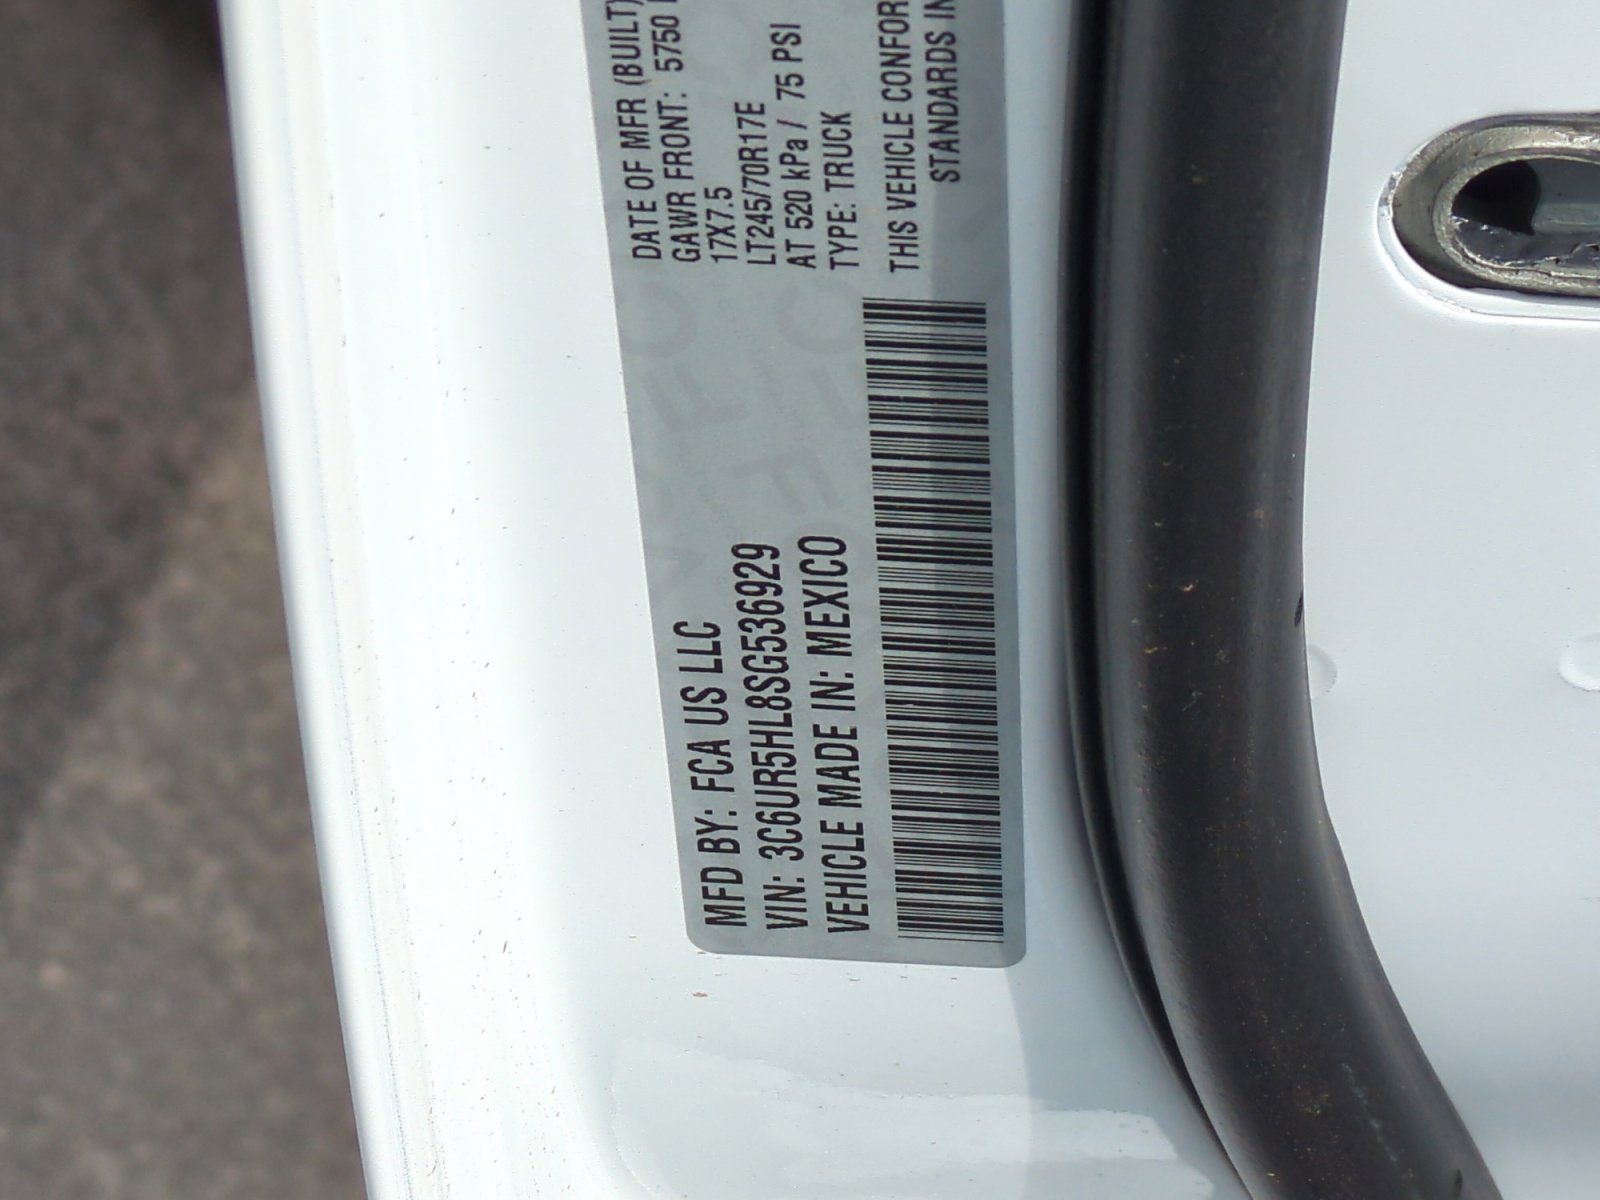 MFD BY: FCA US LLC
VIN: 3C6UR5HL8SG536929
VEHICLE MADE IN: MEXICO
DATE OF MFR (BUILT)
GAWR FRONT: 5750
17X7.5
LT245/70R17E
AT 520 kPa / 75 PSI
TYPE: TRUCK
THIS VEHICLE CONFOR
STANDARDS IN